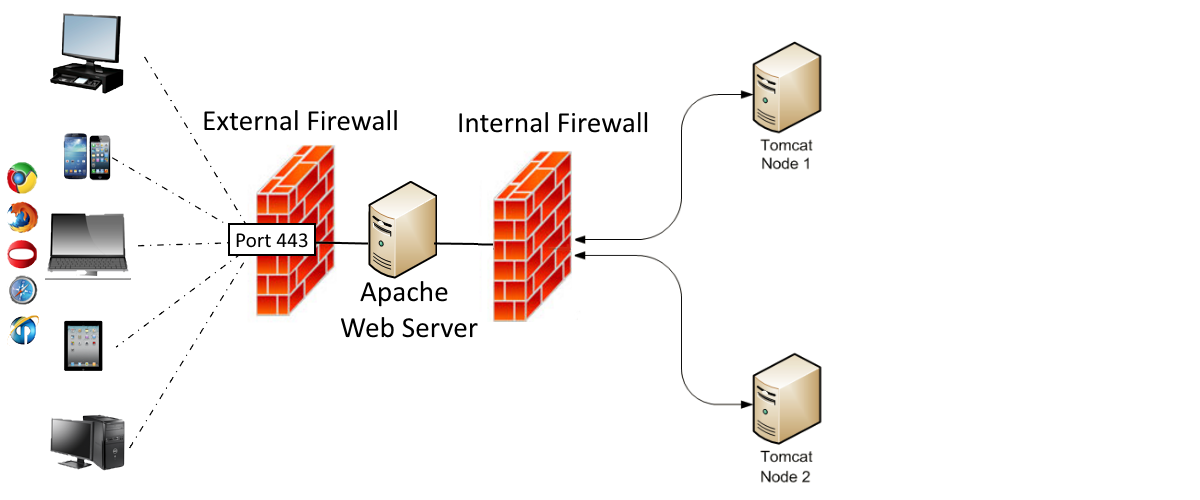 External Firewall
Internal Firewall
Port 443
Apache
Web Server
Tomcat
Node 1
Tomcat
Node 2